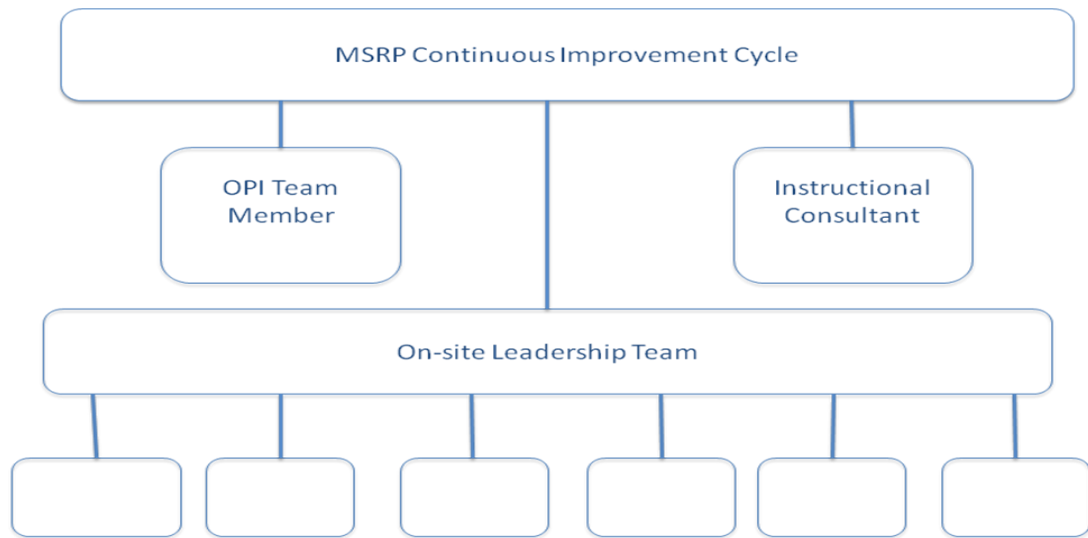 MSRP Continuous Improvement Cycle
OPI Team
Member
Instructional
Consultant
On-site Leadership Team